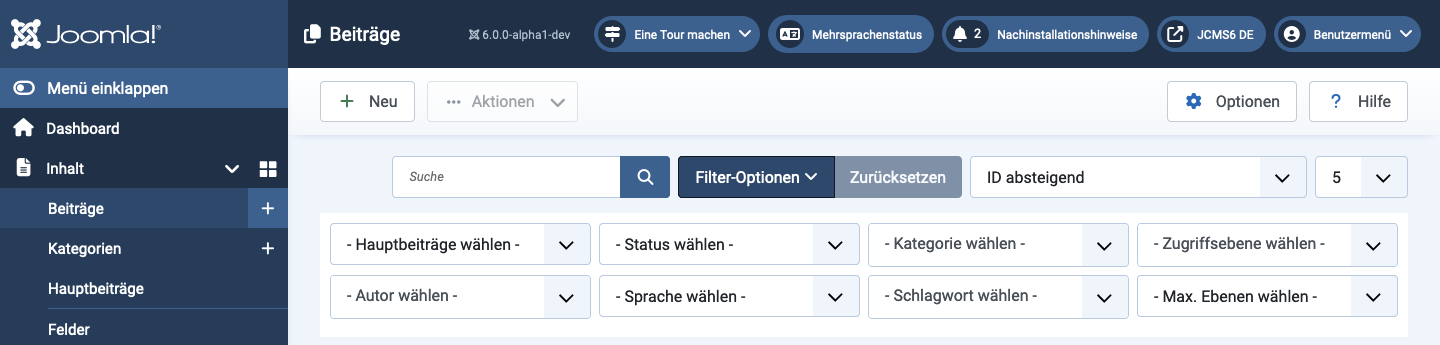 Joomla!®
Beiträge
6.0.0-alpha1-dev
Eine Tour machen
Mehrsprachenstatus
2 Nachinstallationshinweise
JCMS6 DE
Benutzermenü
Menü einklappen
Dashboard
Inhalt
Beiträge
Kategorien
Hauptbeiträge
Felder
Neu
Aktionen
Optionen
? Hilfe
Suche
Filter-Optionen
Zurücksetzen
ID absteigend
5
- Hauptbeiträge wählen -
- Status wählen -
- Kategorie wählen -
- Zugriffsebene wählen -
- Autor wählen -
- Sprache wählen -
- Schlagwort wählen -
- Max. Ebenen wählen -